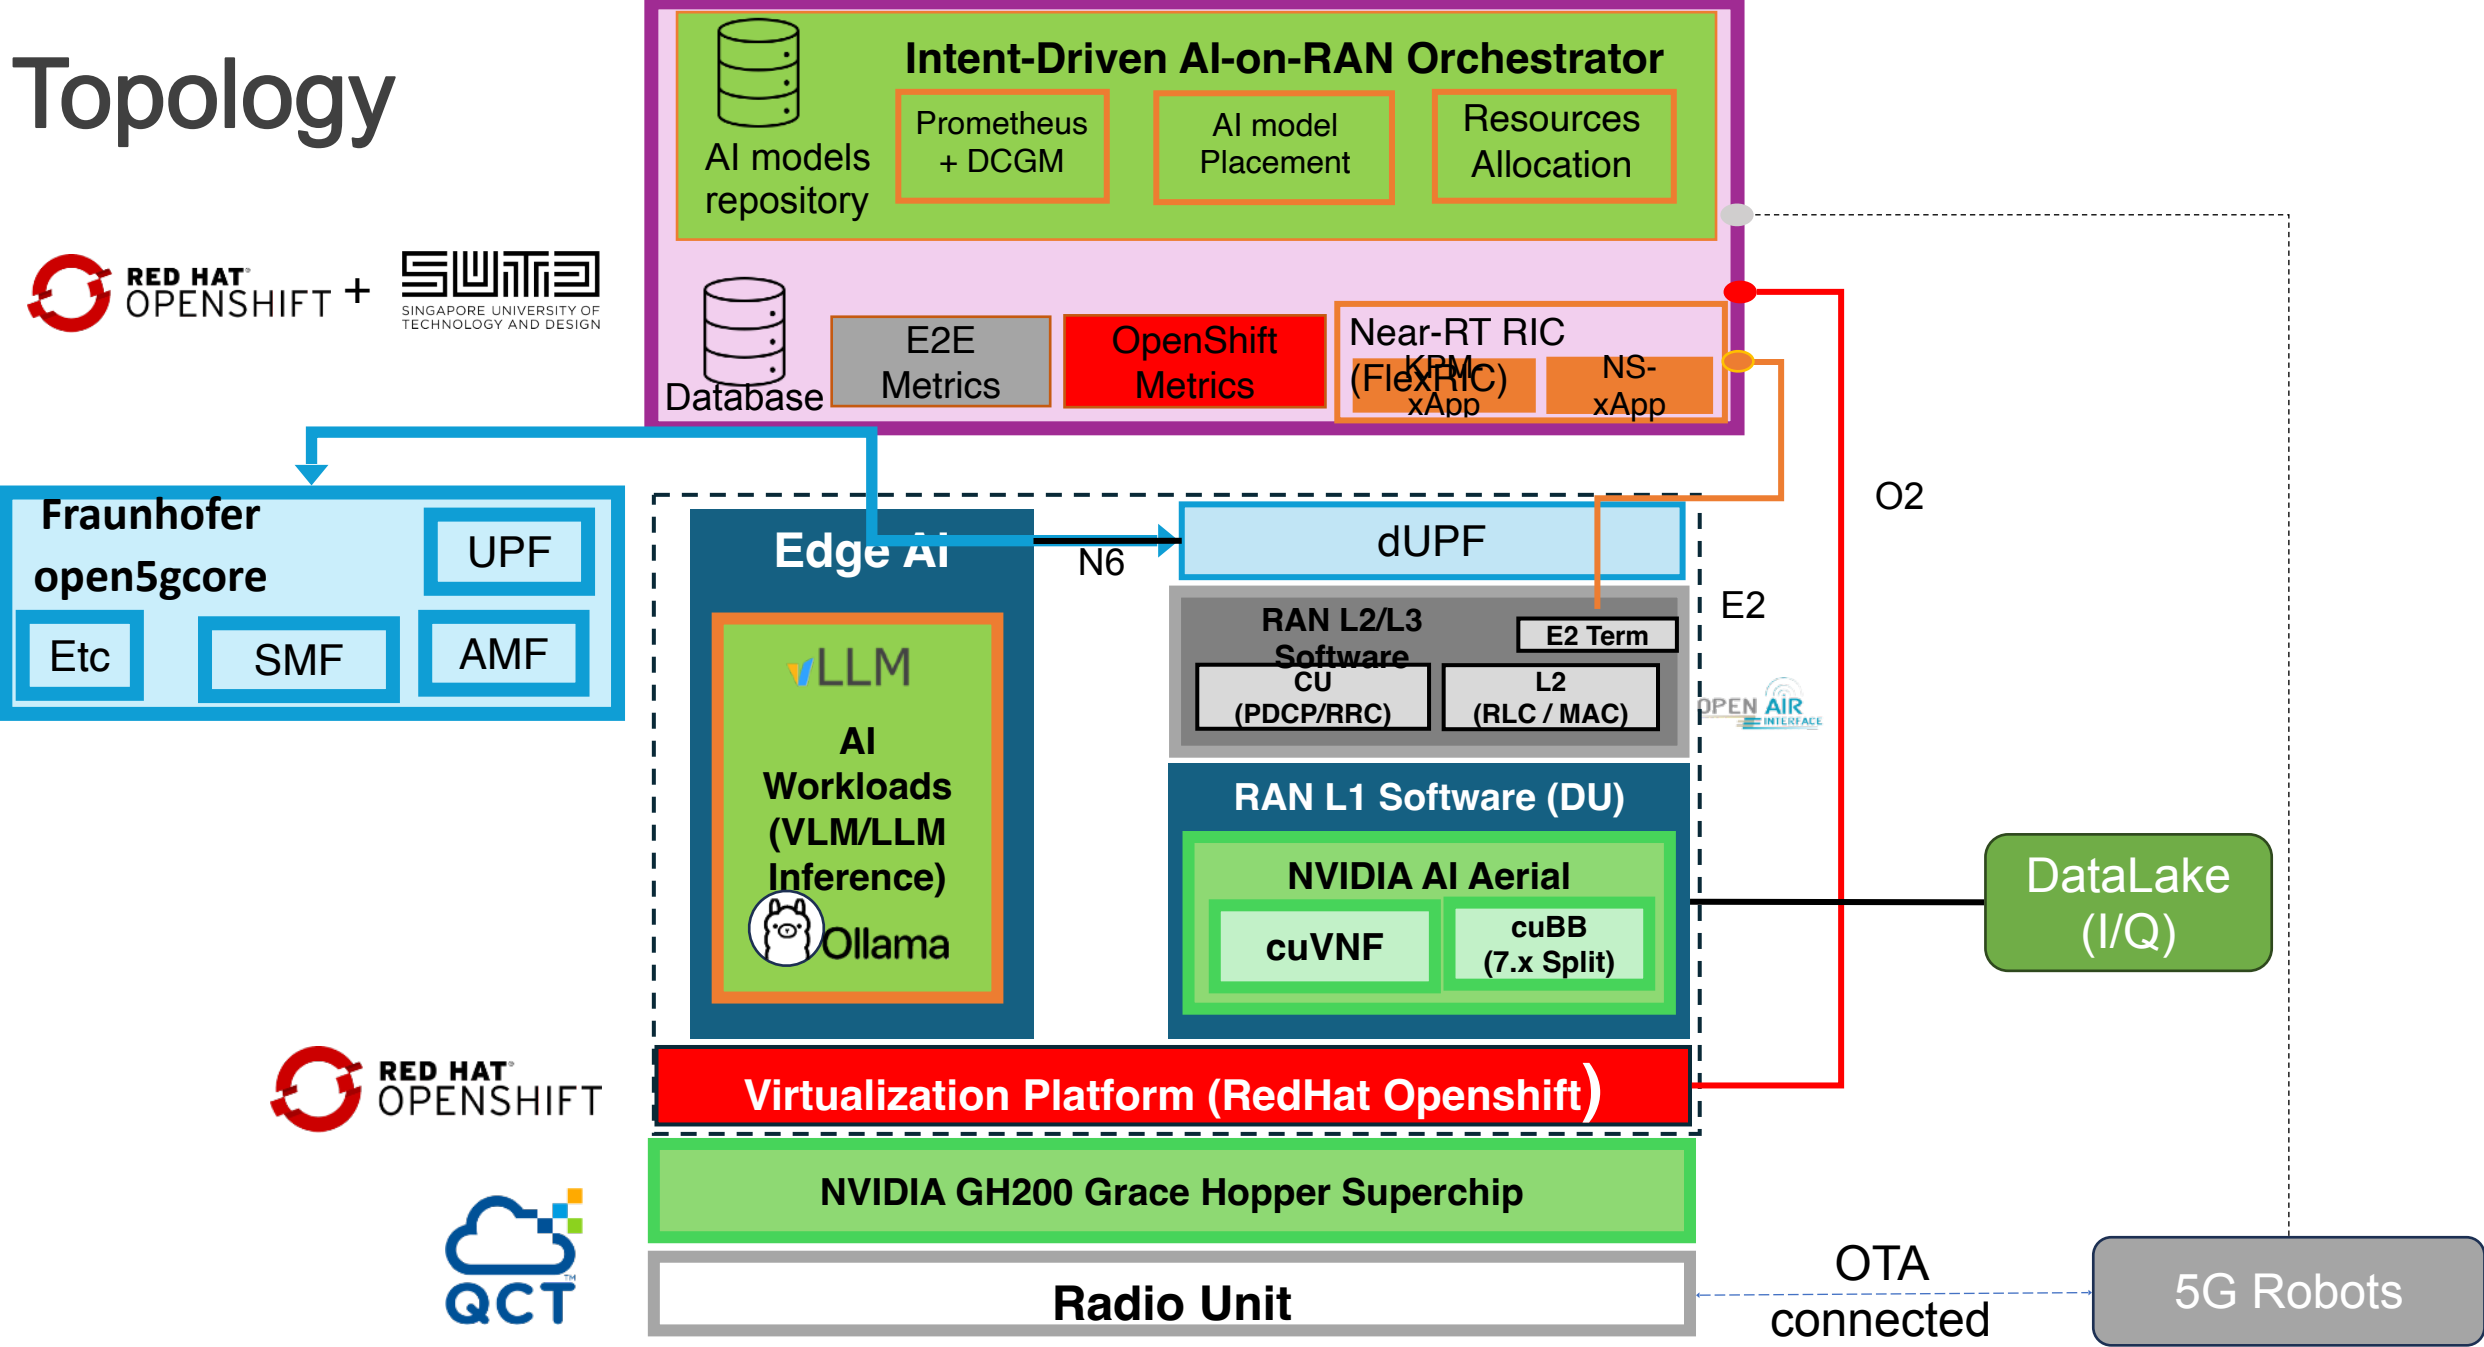 Topology
Intent-Driven AI-on-RAN Orchestrator
AI models
repository
Prometheus
+ DCGM
AI model
Placement
Resources
Allocation
RED HAT®
OPENSHIFT
+
SUTD
SINGAPORE UNIVERSITY OF
TECHNOLOGY AND DESIGN
Database
E2E
Metrics
OpenShift
Metrics
Near-RT RIC
(FlexRIC)
KPM-
xApp
NS-
xApp
O2
Fraunhofer
open5gcore
UPF
Etc
SMF
AMF
Edge AI
N6
dUPF
E2
RAN L2/L3
Software
E2 Term
CU
(PDCP/RRC)
L2
(RLC / MAC)
OPEN AIR
INTERFACE
vLLM
AI
Workloads
(VLM/LLM
Inference)
Ollama
RAN L1 Software (DU)
NVIDIA AI Aerial
cuVNF
cuBB
(7.x Split)
DataLake
(I/Q)
RED HAT®
OPENSHIFT
Virtualization Platform (RedHat Openshift)
NVIDIA GH200 Grace Hopper Superchip
QCT™
Radio Unit
OTA
connected
5G Robots